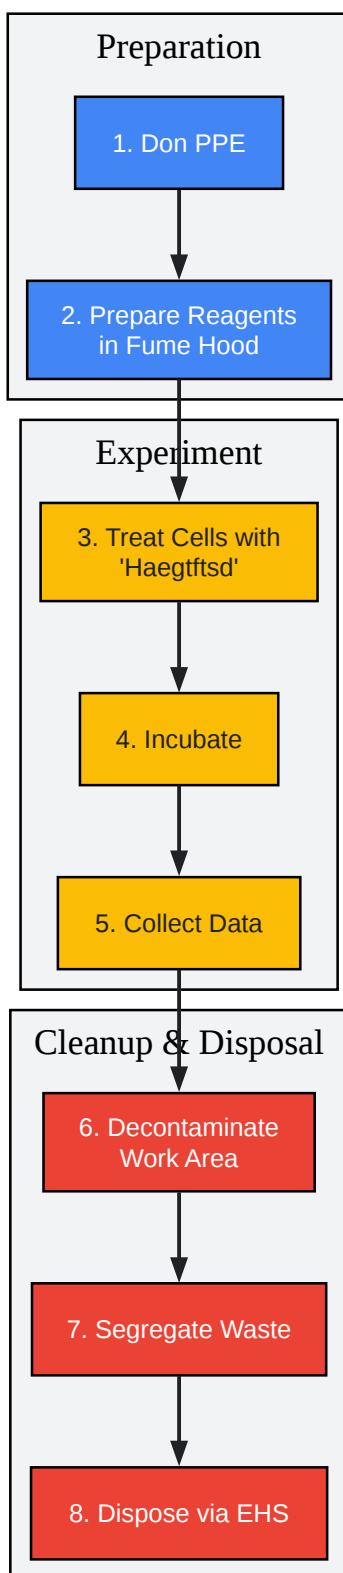 Preparation
1. Don PPE
2. Prepare Reagents
in Fume Hood
Experiment
3. Treat Cells with
'Haegtftsd'
4. Incubate
5. Collect Data
Cleanup & Disposal
6. Decontaminate
Work Area
7. Segregate Waste
8. Dispose via EHS